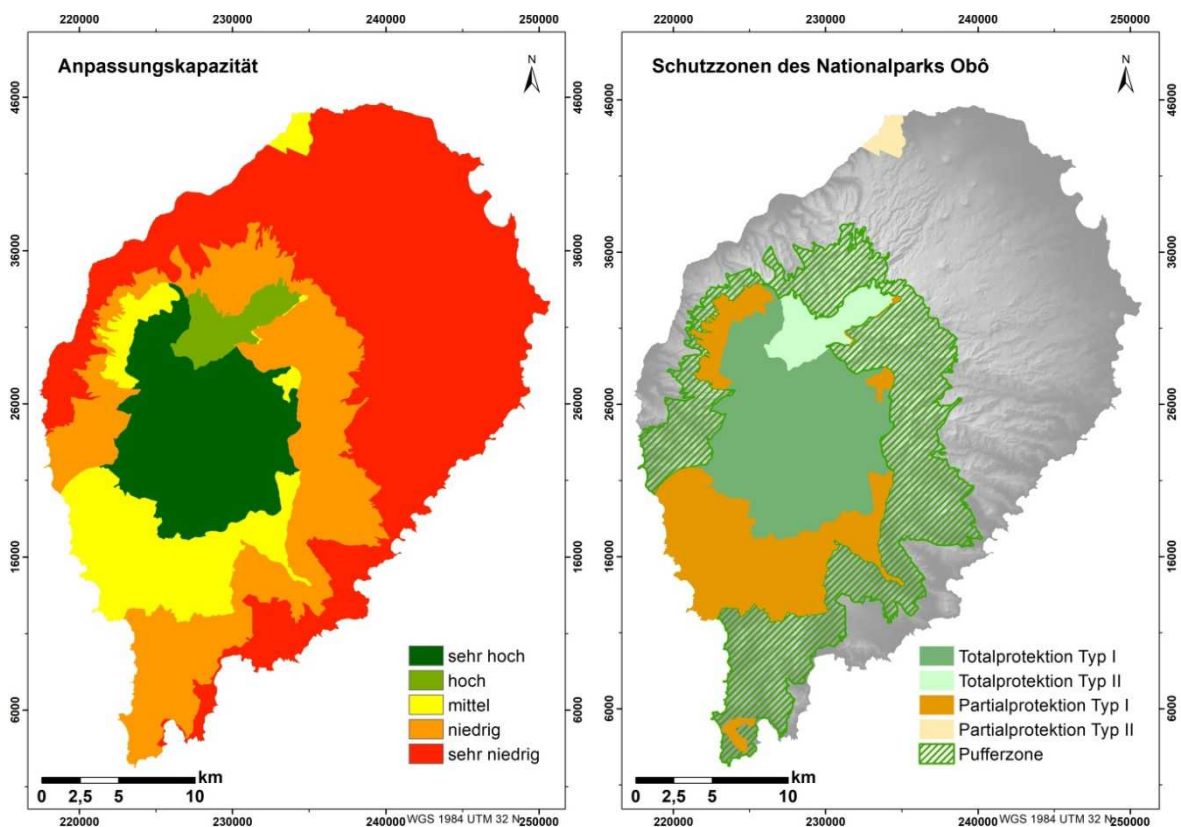 220000 230000 240000 250000
Anpassungskapazität
N
46000
36000
26000
16000
6000
46000
36000
26000
16000
6000
sehr hoch
hoch
mittel
niedrig
sehr niedrig
km
0 2,5 5 10
WGS 1984 UTM 32 N
220000 230000 240000 250000
220000 230000 240000 250000
Schutzzonen des Nationalparks Obô
N
46000
36000
26000
16000
6000
46000
36000
26000
16000
6000
Totalprotektion Typ I
Totalprotektion Typ II
Partialprotektion Typ I
Partialprotektion Typ II
Pufferzone
km
0 2,5 5 10
WGS 1984 UTM 32 N
220000 230000 240000 250000